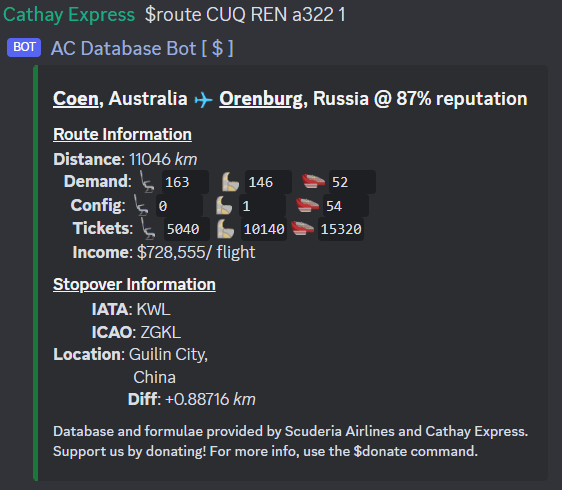 Cathay Express $route CUQ REN a322 1
BOT AC Database Bot [ $ ]
Coen, Australia ✈ Orenburg, Russia @ 87% reputation
Route Information
Distance: 11046 km
Demand: 163 146 52
Config: 0 1 54
Tickets: 5040 10140 15320
Income: $728,555/ flight
Stopover Information
IATA: KWL
ICAO: ZGKL
Location: Guilin City,
China
Diff: +0.88716 km
Database and formulae provided by Scuderia Airlines and Cathay Express.
Support us by donating! For more info, use the $donate command.